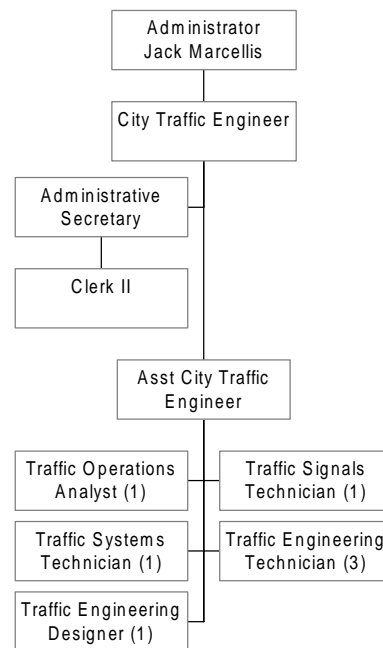 Administrator
Jack Marcellis
City Traffic Engineer
Administrative
Secretary
Clerk II
Asst City Traffic
Engineer
Traffic Operations
Analyst (1)
Traffic Signals
Technician (1)
Traffic Systems
Technician (1)
Traffic Engineering
Technician (3)
Traffic Engineering
Designer (1)